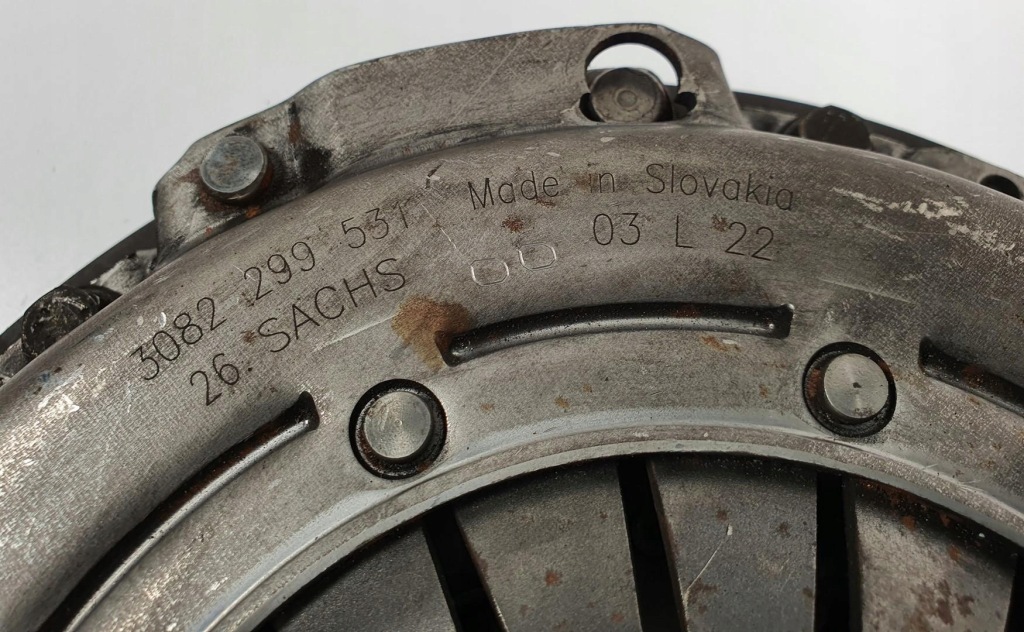 3082 299 531 Made in Slovakia
26. SACHS 03 L 22